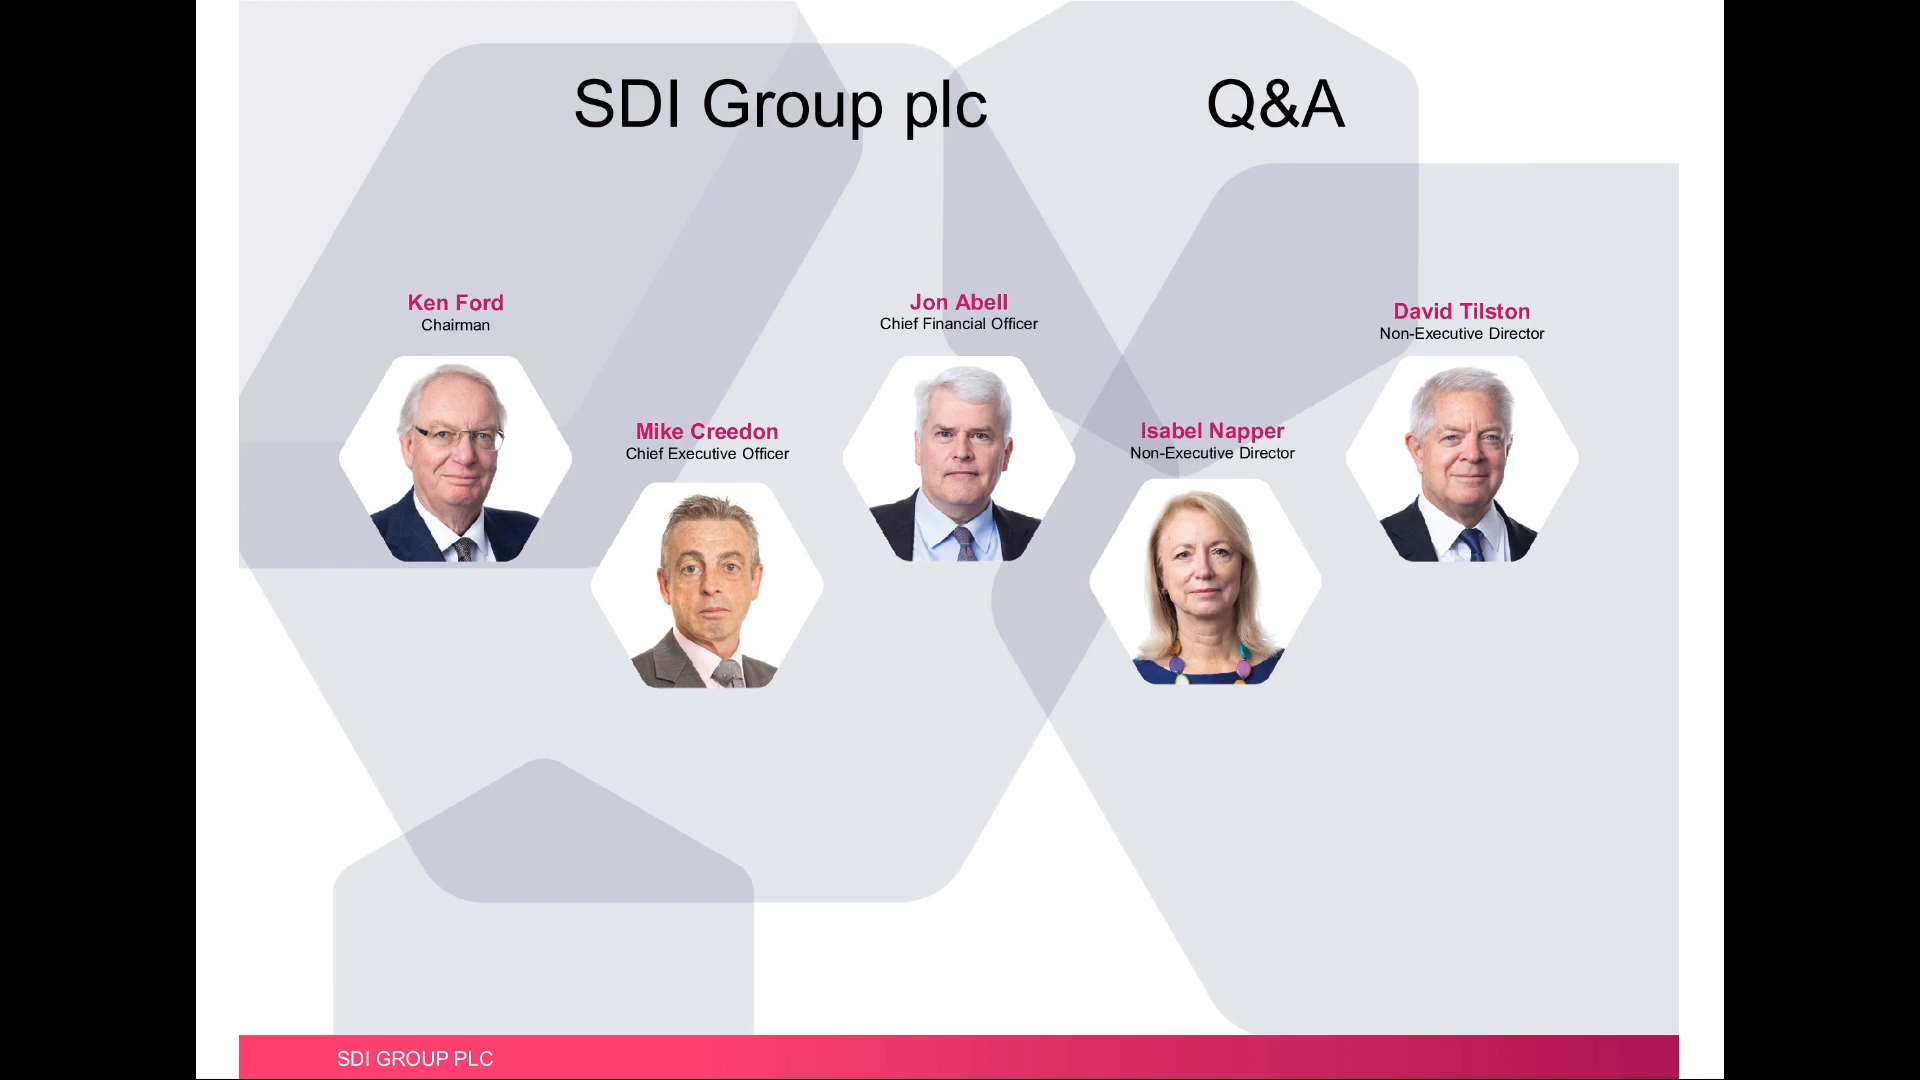 SDI Group plc Q&A
Ken Ford
Chairman
Mike Creedon
Chief Executive Officer
Jon Abell
Chief Financial Officer
Isabel Napper
Non-Executive Director
David Tilston
Non-Executive Director
SDI GROUP PLC